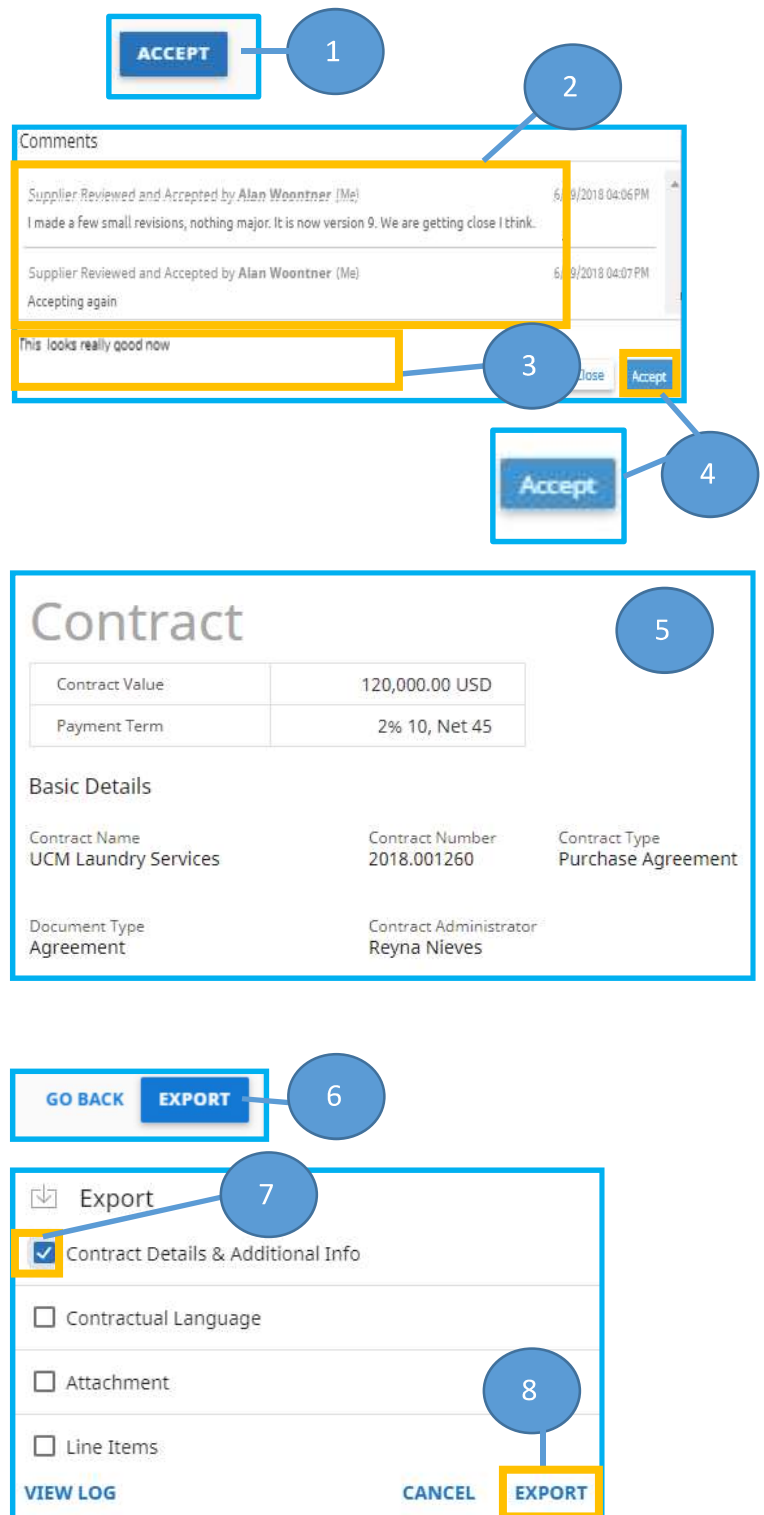 ACCEPT
1
2
Comments
Supplier Reviewed and Accepted by Alan Woontner (Me)
I made a few small revisions, nothing major. It is now version 9. We are getting close I think.
Supplier Reviewed and Accepted by Alan Woontner (Me)
Accepting again
This looks really good now
3
Accept
Accept
4
Contract
5
Contract Value 120,000.00 USD
Payment Term 2% 10, Net 45
Basic Details
Contract Name Contract Number Contract Type
UCM Laundry Services 2018.001260 Purchase Agreement
Document Type Contract Administrator
Agreement Reyna Nieves
GO BACK EXPORT 6
Export 7
Contract Details & Additional Info
Contractual Language
Attachment
8
Line Items
VIEW LOG CANCEL EXPORT